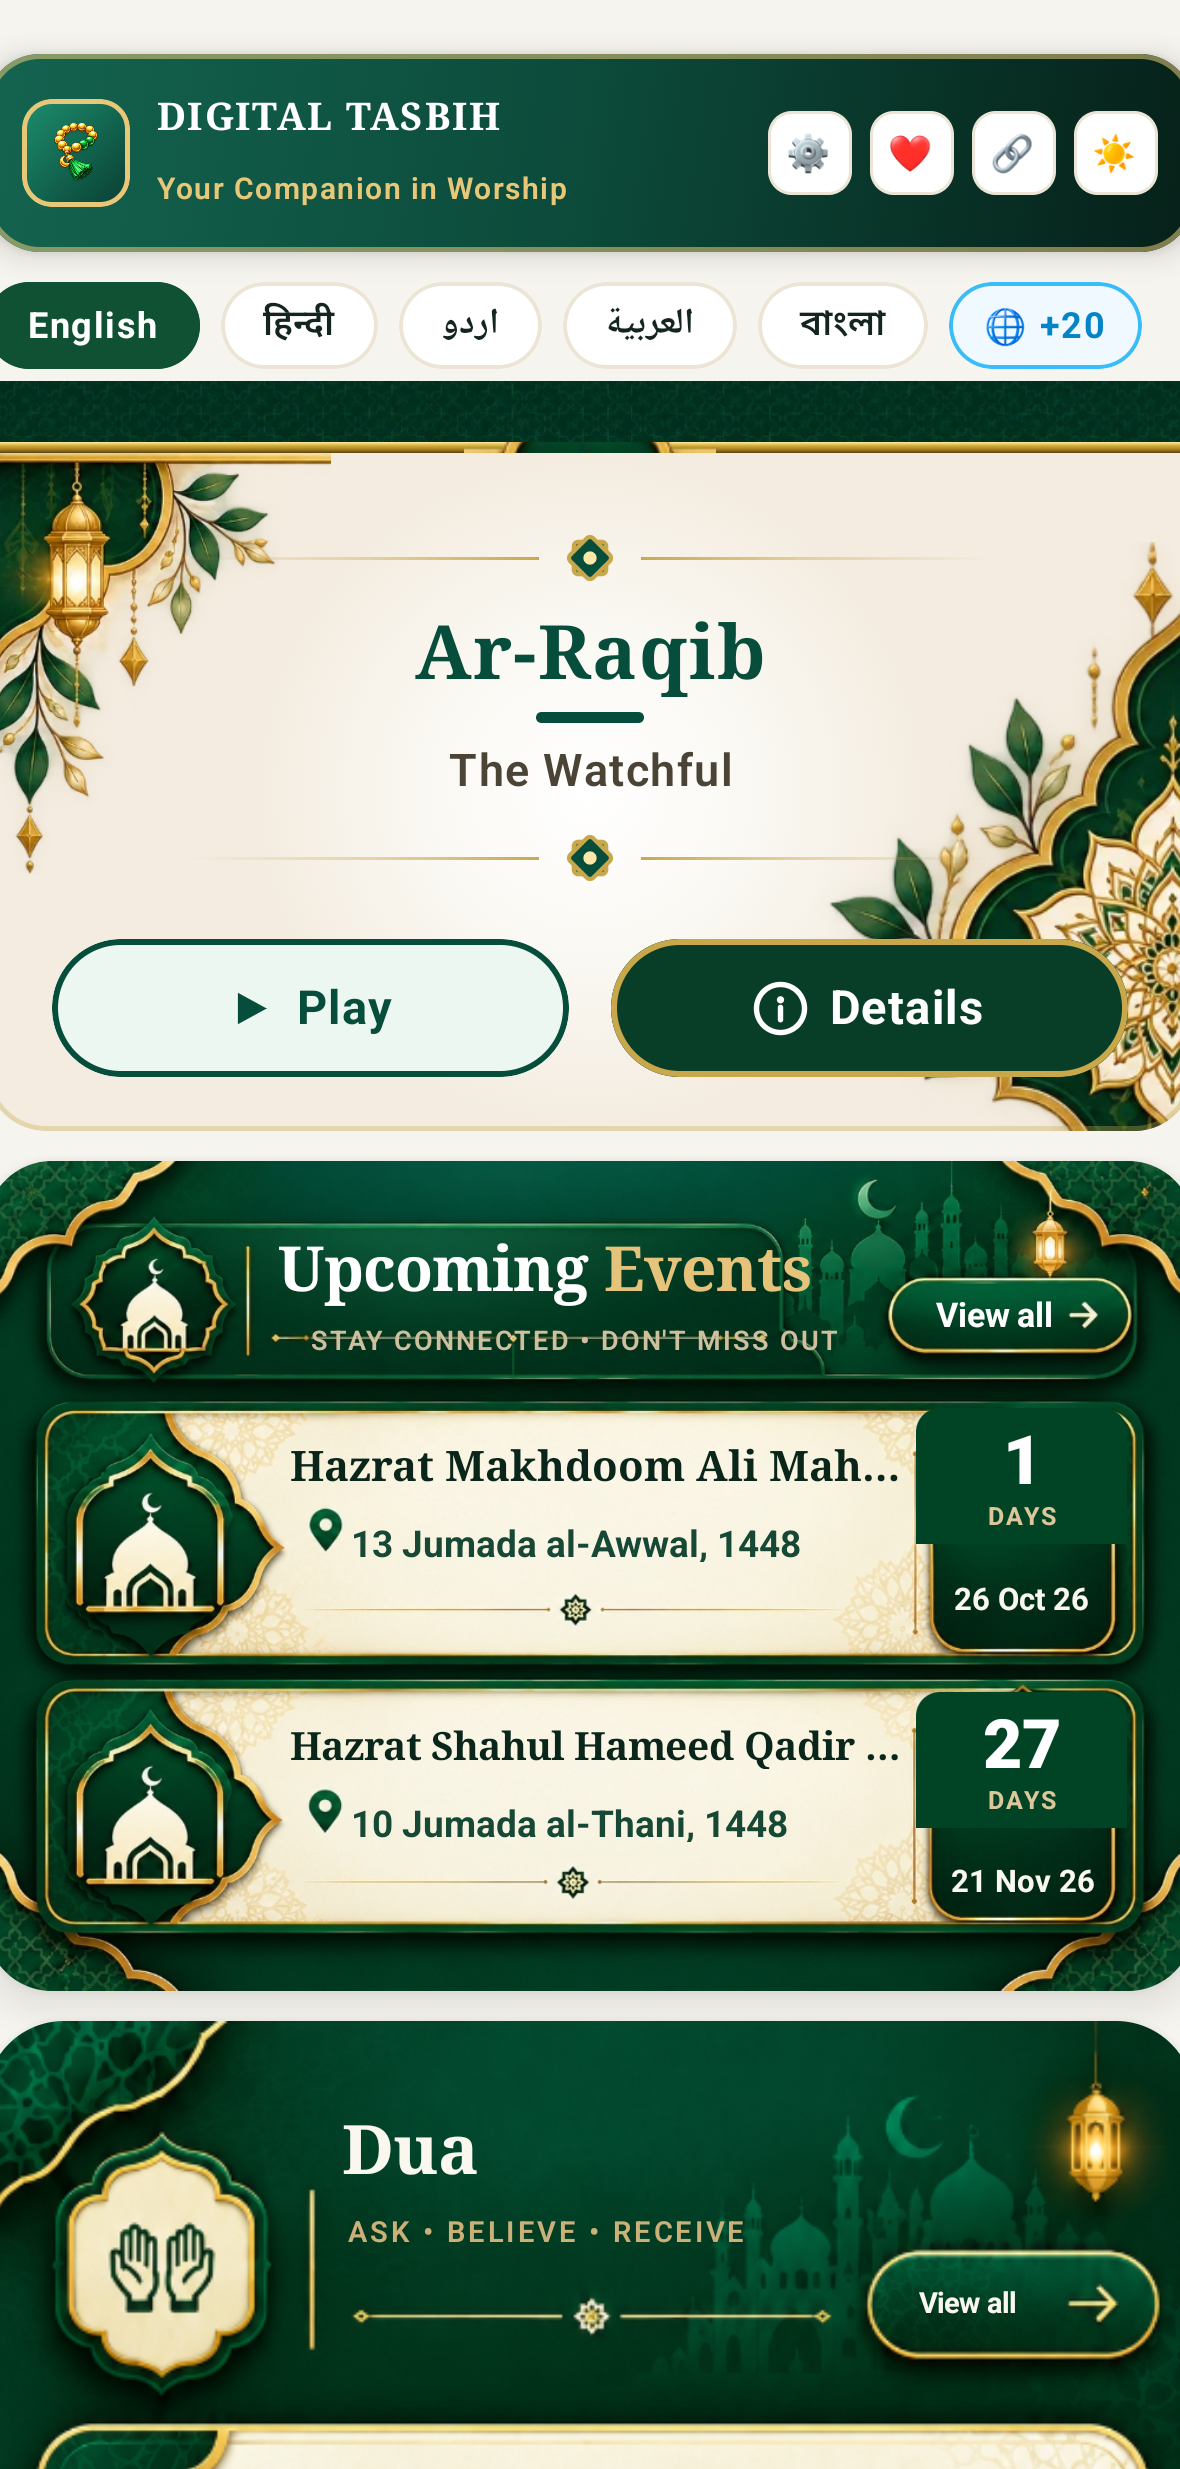 DIGITAL TASBIH
Your Companion in Worship
English
हिन्दी
اردو
العربية
বাংলা
+20
Ar-Raqib
The Watchful
Play
Details
Upcoming Events
STAY CONNECTED • DON'T MISS OUT
View all
Hazrat Makhdoom Ali Mah...
13 Jumada al-Awwal, 1448
1
DAYS
26 Oct 26
Hazrat Shahul Hameed Qadir ...
10 Jumada al-Thani, 1448
27
DAYS
21 Nov 26
Dua
ASK • BELIEVE • RECEIVE
View all